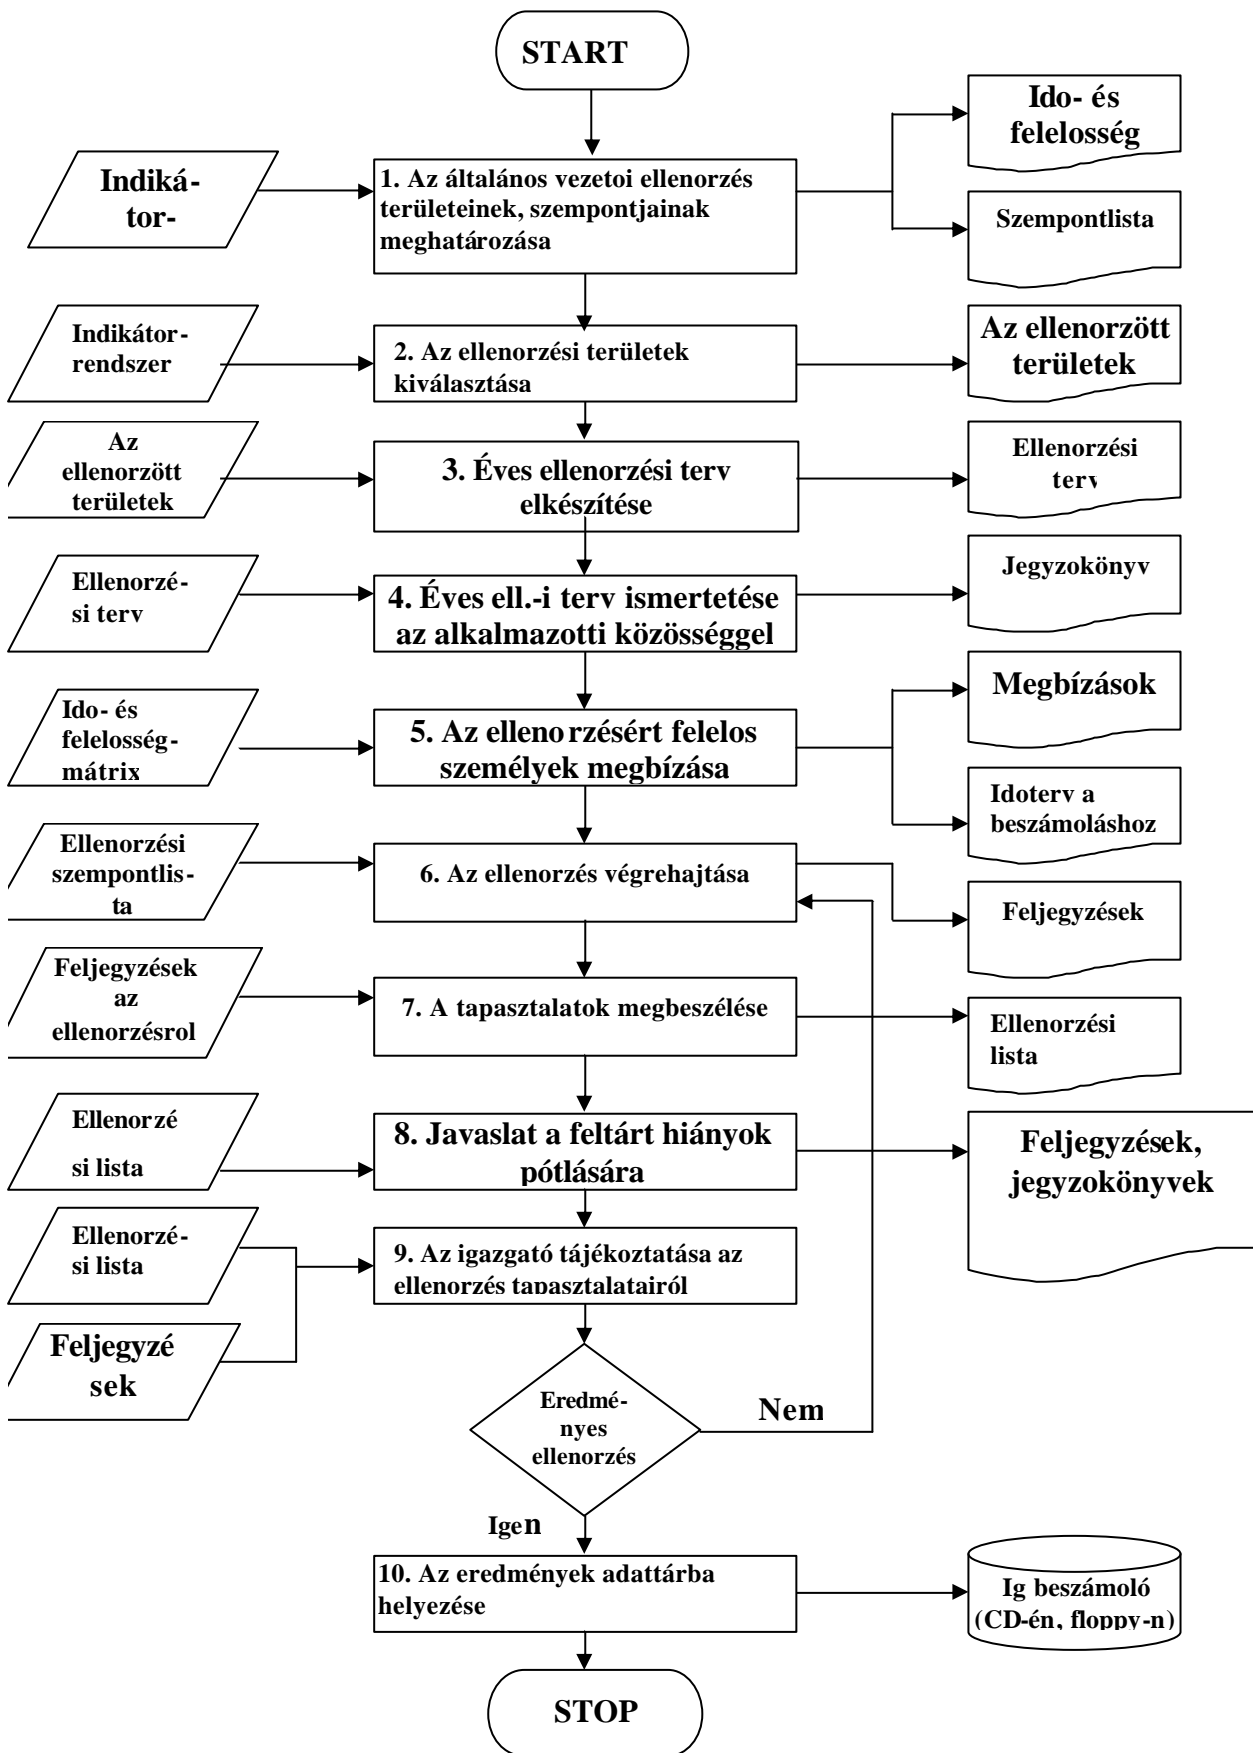 START
Ido- és
felelosség
Indiká-
tor-
1. Az általános vezetoi ellenorzés
területeinek, szempontjainak
meghatározása
Szempontlista
Indikátor-
rendszer
2. Az ellenorzési területek
kiválasztása
Az ellenorzött
területek
Az
ellenorzött
területek
3. Éves ellenorzési terv
elkészítése
Ellenorzési
terv
Ellenorzé-
si terv
4. Éves ell.-i terv ismertetése
az alkalmazotti közösséggel
Jegyzokönyv
Ido- és
felelosség-
mátrix
5. Az ellenorzésért felelos
személyek megbízása
Megbízások
Idoterv a
beszámoláshoz
Ellenorzési
szempontlis-
ta
6. Az ellenorzés végrehajtása
Feljegyzések
Feljegyzések
az
ellenorzésrol
7. A tapasztalatok megbeszélése
Ellenorzési
lista
Ellenorzé
si lista
8. Javaslat a feltárt hiányok
pótlására
Feljegyzések,
jegyzokönyvek
Ellenorzé-
si lista
9. Az igazgató tájékoztatása az
ellenorzés tapasztalatairól
Feljegyzé
sek
Eredmé-
nyes
ellenorzés
Nem
Igen
10. Az eredmények adattárba
helyezése
Ig beszámoló
(CD-én, floppy-n)
STOP